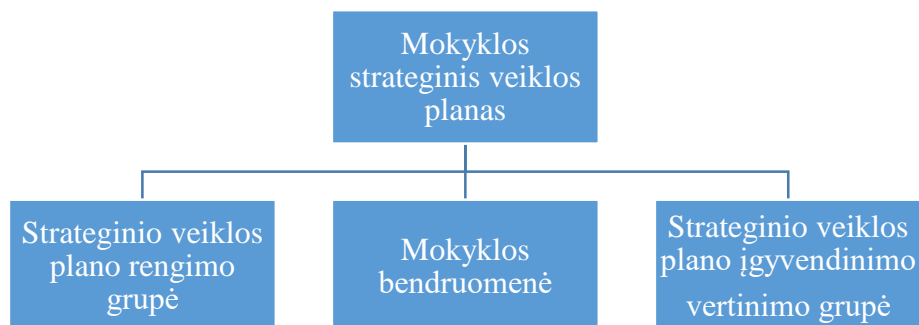 Mokyklos
strateginis veiklos
planas
Strateginio veiklos
plano rengimo
grupė
Mokyklos
bendruomenė
Strateginio veiklos
plano įgyvendinimo
vertinimo grupė